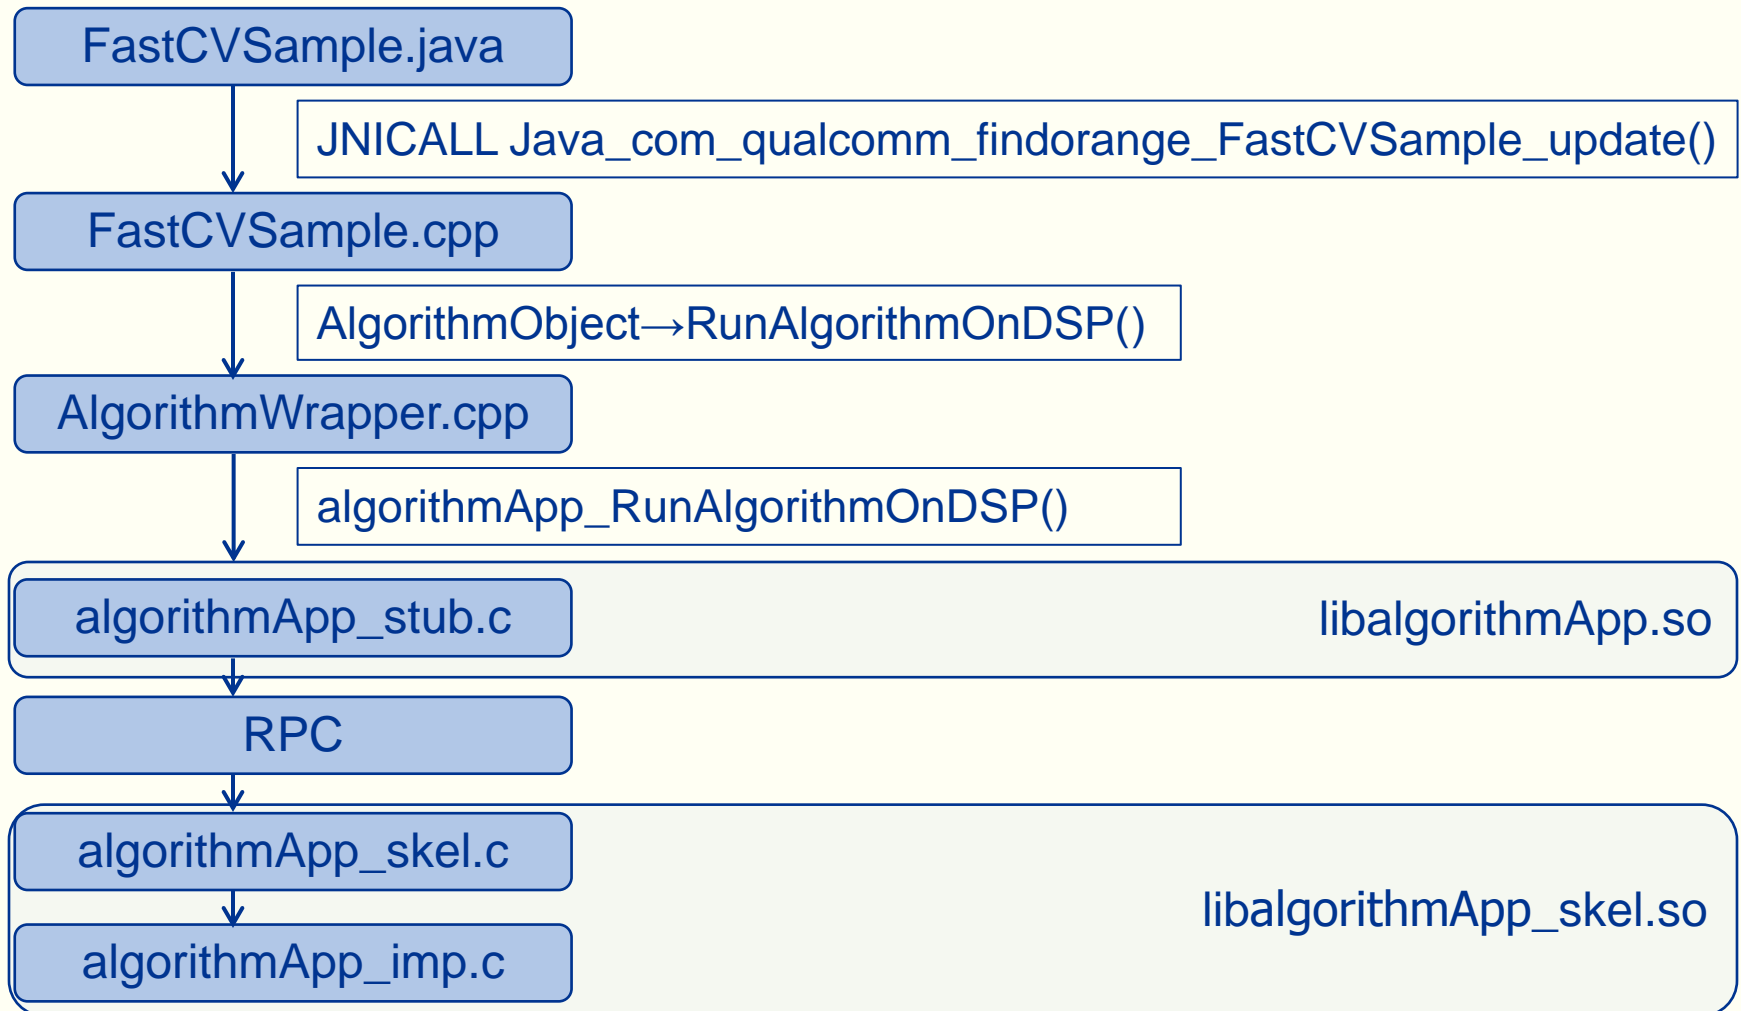 FastCVSample.java
JNICALL Java_com_qualcomm_findorange_FastCVSample_update()
FastCVSample.cpp
AlgorithmObject→RunAlgorithmOnDSP()
AlgorithmWrapper.cpp
algorithmApp_RunAlgorithmOnDSP()
algorithmApp_stub.c
libalgorithmApp.so
RPC
algorithmApp_skel.c
libalgorithmApp_skel.so
algorithmApp_imp.c